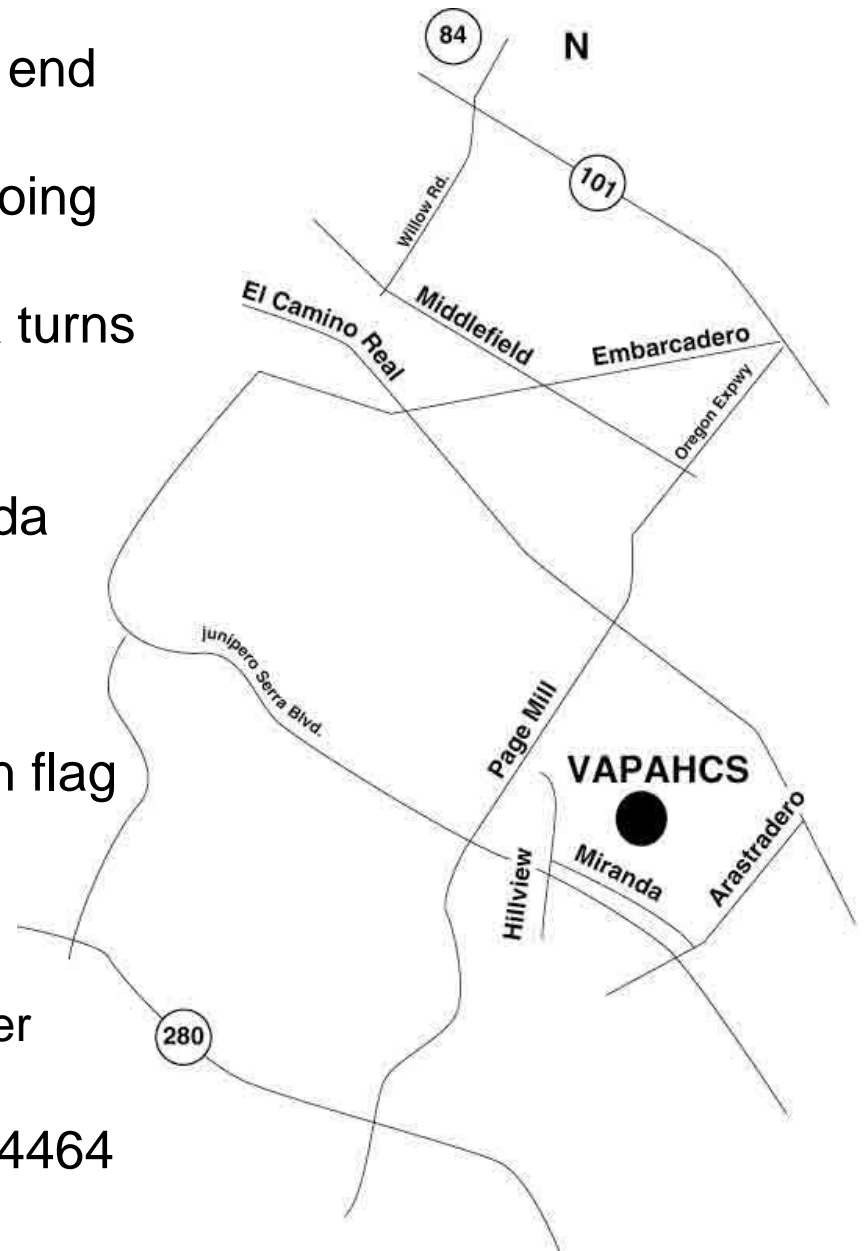 end
oing
turns
da
n flag
er
4464
84
N
101
Willow Rd.
El Camino Real
Middlefield
Embarcadero
Oregon Expwy
junipero Serra Blvd.
Page Mill
VAPAHCS
Hillview
Miranda
Arastradero
280